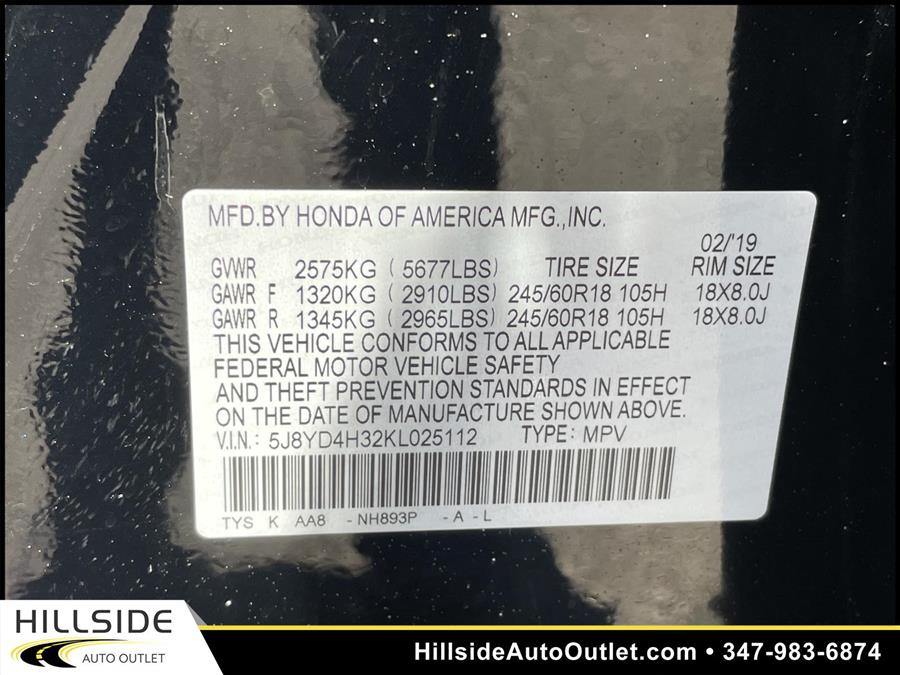 MFD.BY HONDA OF AMERICA MFG.,INC.
02/'19
GVWR 2575KG (5677LBS) TIRE SIZE RIM SIZE
GAWR F 1320KG (2910LBS) 245/60R18 105H 18X8.0J
GAWR R 1345KG (2965LBS) 245/60R18 105H 18X8.0J
THIS VEHICLE CONFORMS TO ALL APPLICABLE
FEDERAL MOTOR VEHICLE SAFETY
AND THEFT PREVENTION STANDARDS IN EFFECT
ON THE DATE OF MANUFACTURE SHOWN ABOVE.
V.I.N.: 5J8YD4H32KL025112 TYPE: MPV
TYS K AA8 - NH893P - A - L
HILLSIDE
AUTO OUTLET
HillsideAutoOutlet.com • 347-983-6874